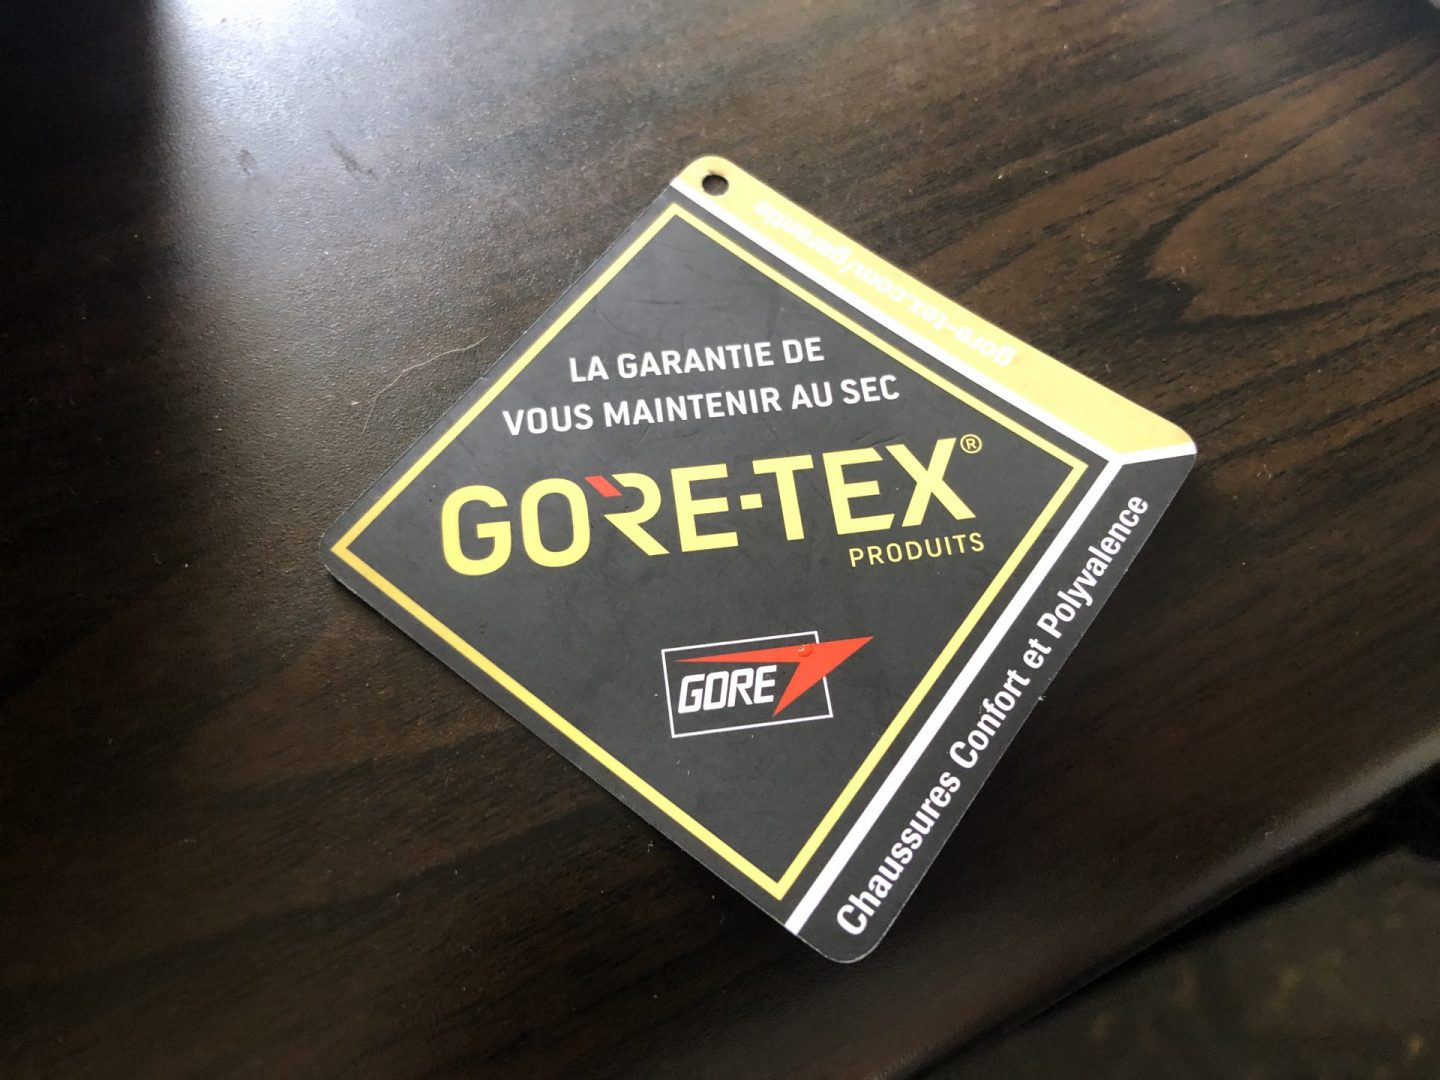 LA GARANTIE DE
VOUS MAINTENIR AU SEC
GORE-TEX®
PRODUITS
GORE
Chaussures Confort et Polyvalence
gore-tex.com/garantie